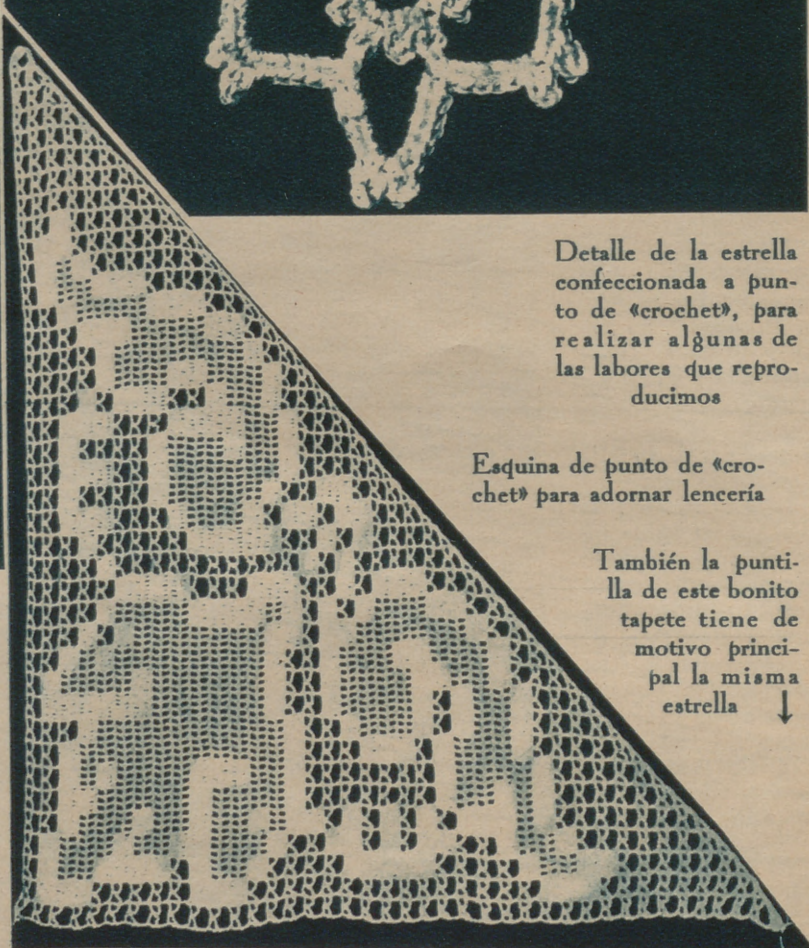 Detalle de la estrella
confeccionada a pun-
to de «crochet», para
realizar algunas de
las labores que repro-
ducimos
Esquina de punto de «cro-
chet» para adornar lencería
También la punti-
lla de este bonito
tapete tiene de
motivo princi-
pal la misma
estrella ↓